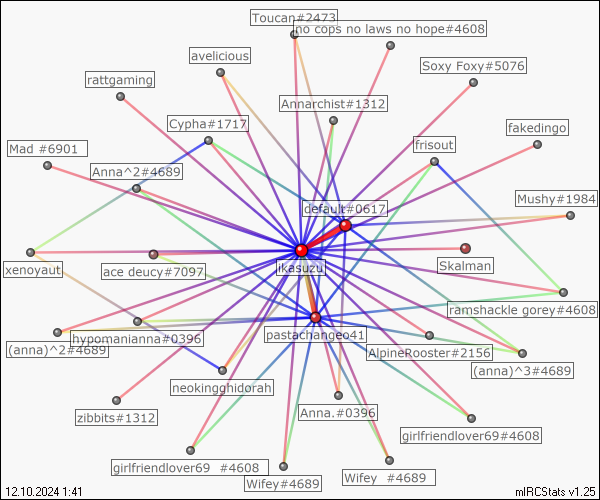 Toucan#2473
no cops no laws no hope#4608
avelicious
Soxy Foxy#5076
rattgaming
Annarchist#1312
Cypha#1717
fakedingo
frisout
Mad #6901
Anna^2#4689
Mushy#1984
default#0617
xenoyaut
ace deucy#7097
ikasuzu
Skalman
ramshackle gorey#4608
hypomanianna#0396
pastachangeo41
(anna)^2#4689
AlpineRooster#2156
(anna)^3#4689
neokingghidorah
zibbits#1312
Anna.#0396
girlfriendlover69#4608
girlfriendlover69 #4608
Wifey#4689
Wifey #4689
12.10.2024 1:41
mIRCStats v1.25